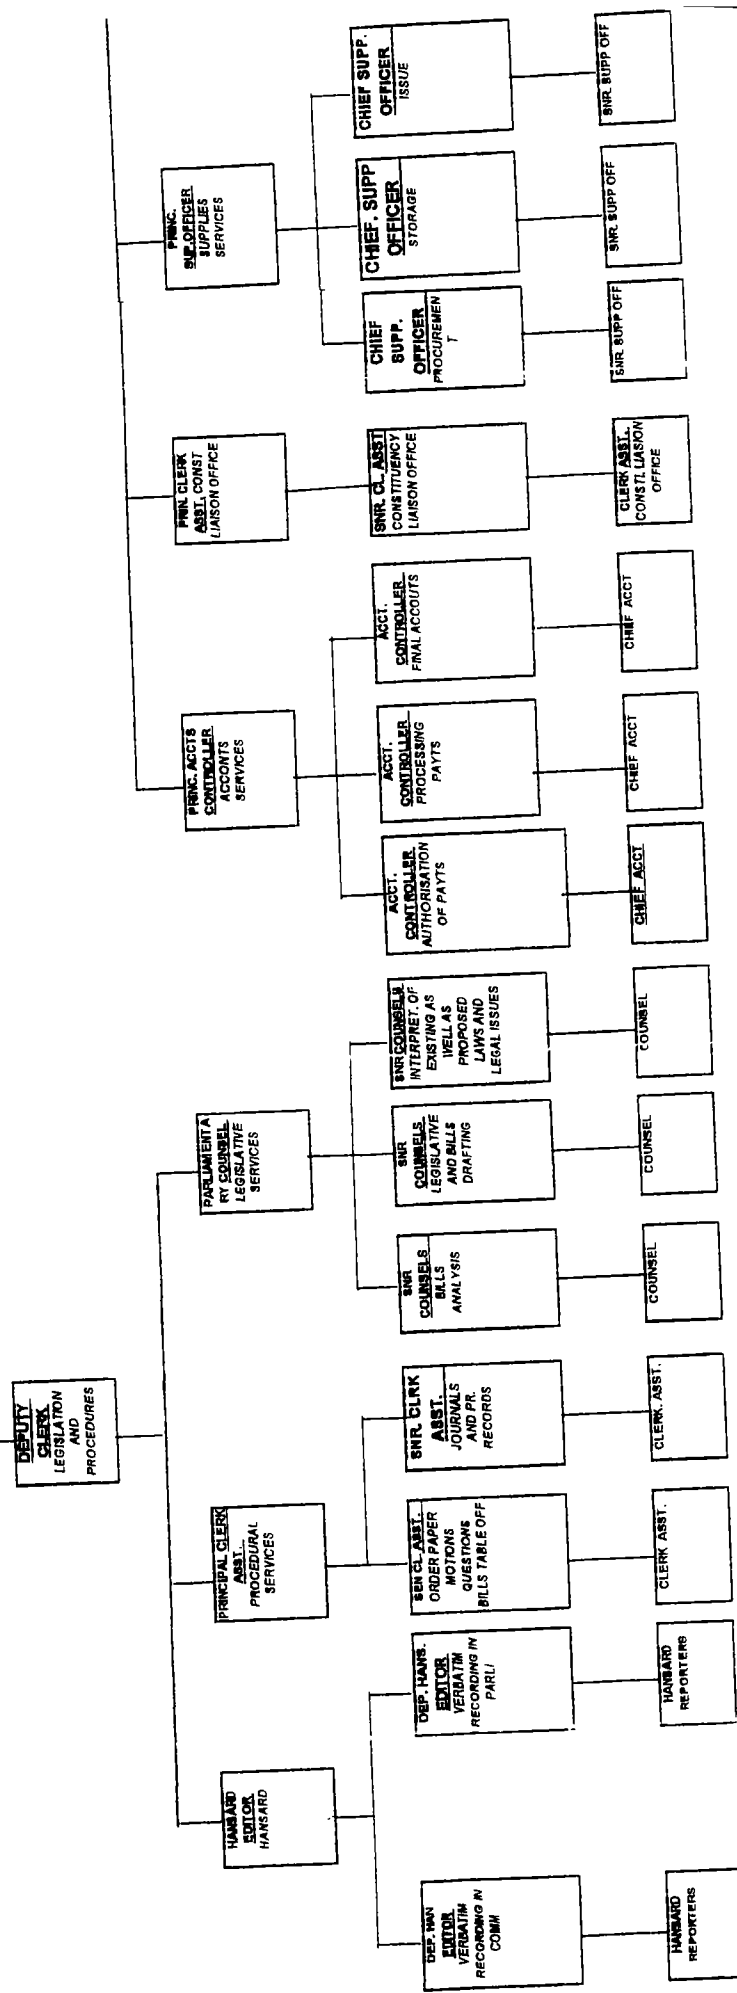 DEPUTY
CLERK
LEGISLATION
AND
PROCEDURES
HANSARD
EDITOR
HANSARD
PRINCIPAL CLERK
ASST.
PROCEDURAL
SERVICES
PARLIAMENTA
RY COUNSEL
LEGISLATIVE
SERVICES
PRINC. ACCTS
CONTROLLER
ACCONTS
SERVICES
PRIN. CLERK
ASST. CONST
LIAISON OFFICE
PRINC.
SUP. OFFICER
SUPPLIES
SERVICES
DEP. HAN
EDITOR
VERBATIM
RECORDING IN
COMM
DEP. HANS.
EDITOR
VERBATIM
RECORDING IN
PARLI
SEN CL. ASST.
ORDER PAPER
MOTIONS
QUESTIONS
BILLS TABLE OFF
SNR. CLRK
ASST.
JOURNALS
AND PR.
RECORDS
SNR
COUNSELS
BILLS
ANALYSIS
SNR
COUNSELS
LEGISLATIVE
AND BILLS
DRAFTING
SNR COUNSELS
INTERPRET. OF
EXISTING AS
WELL AS
PROPOSED
LAWS AND
LEGAL ISSUES
ACCT.
CONTROLLER
AUTHORISATION
OF PAYTS
ACCT.
CONTROLLER
PROCESSING
PAYTS
ACCT.
CONTROLLER
FINAL ACCOUTS
SNR. CL. ASST
CONSTITUENCY
LIAISON OFFICE
CHIEF
SUPP.
OFFICER
PROCUREMEN
T
CHIEF. SUPP
OFFICER
STORAGE
CHIEF SUPP.
OFFICER
ISSUE
HANSARD
REPORTERS
HANSARD
REPORTERS
CLERK ASST.
CLERK. ASST.
COUNSEL
COUNSEL
COUNSEL
CHIEF ACCT
CHIEF ACCT
CHIEF ACCT
CLERK ASST.
CONSTI. LIASION
OFFICE
SNR. SUPP OFF
SNR. SUPP OFF
SNR. SUPP OFF